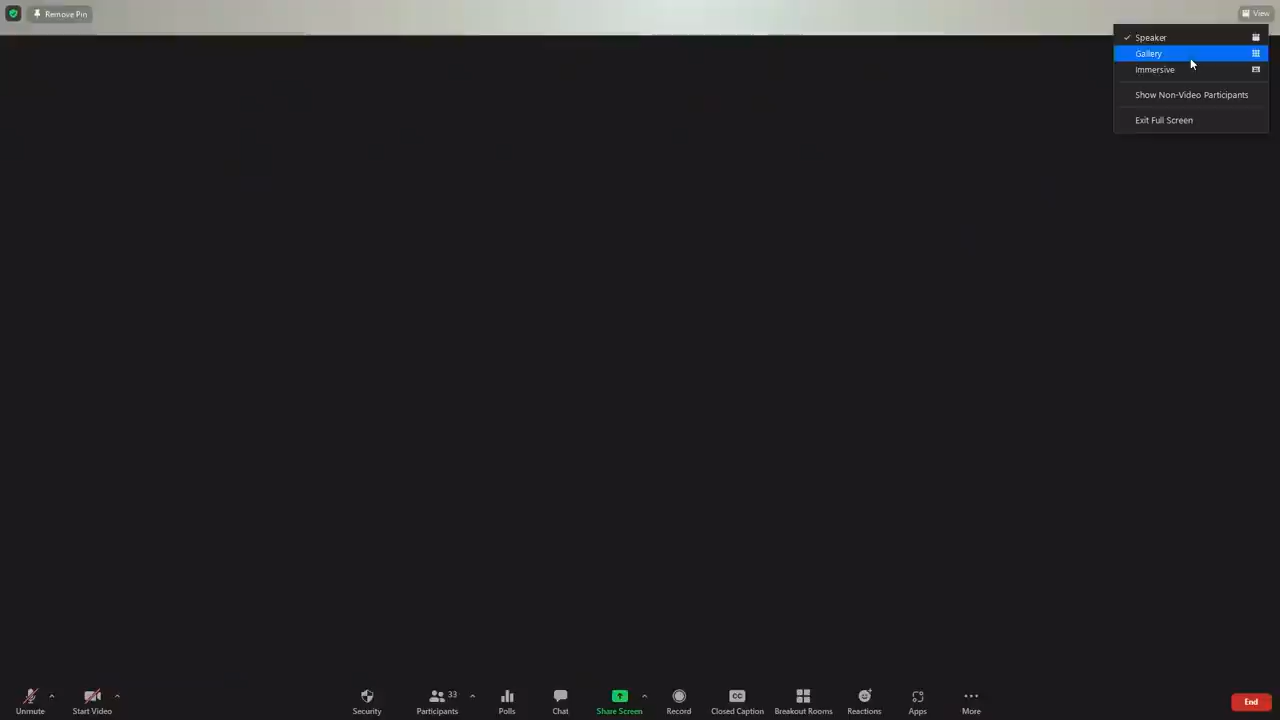 Remove Pin
View
Speaker
Gallery
Immersive
Show Non-Video Participants
Exit Full Screen
Unmute
Start Video
Security
Participants 33
Polls
Chat
Share Screen
Record
CC
Closed Caption
Breakout Rooms
Reactions
Apps
More
End